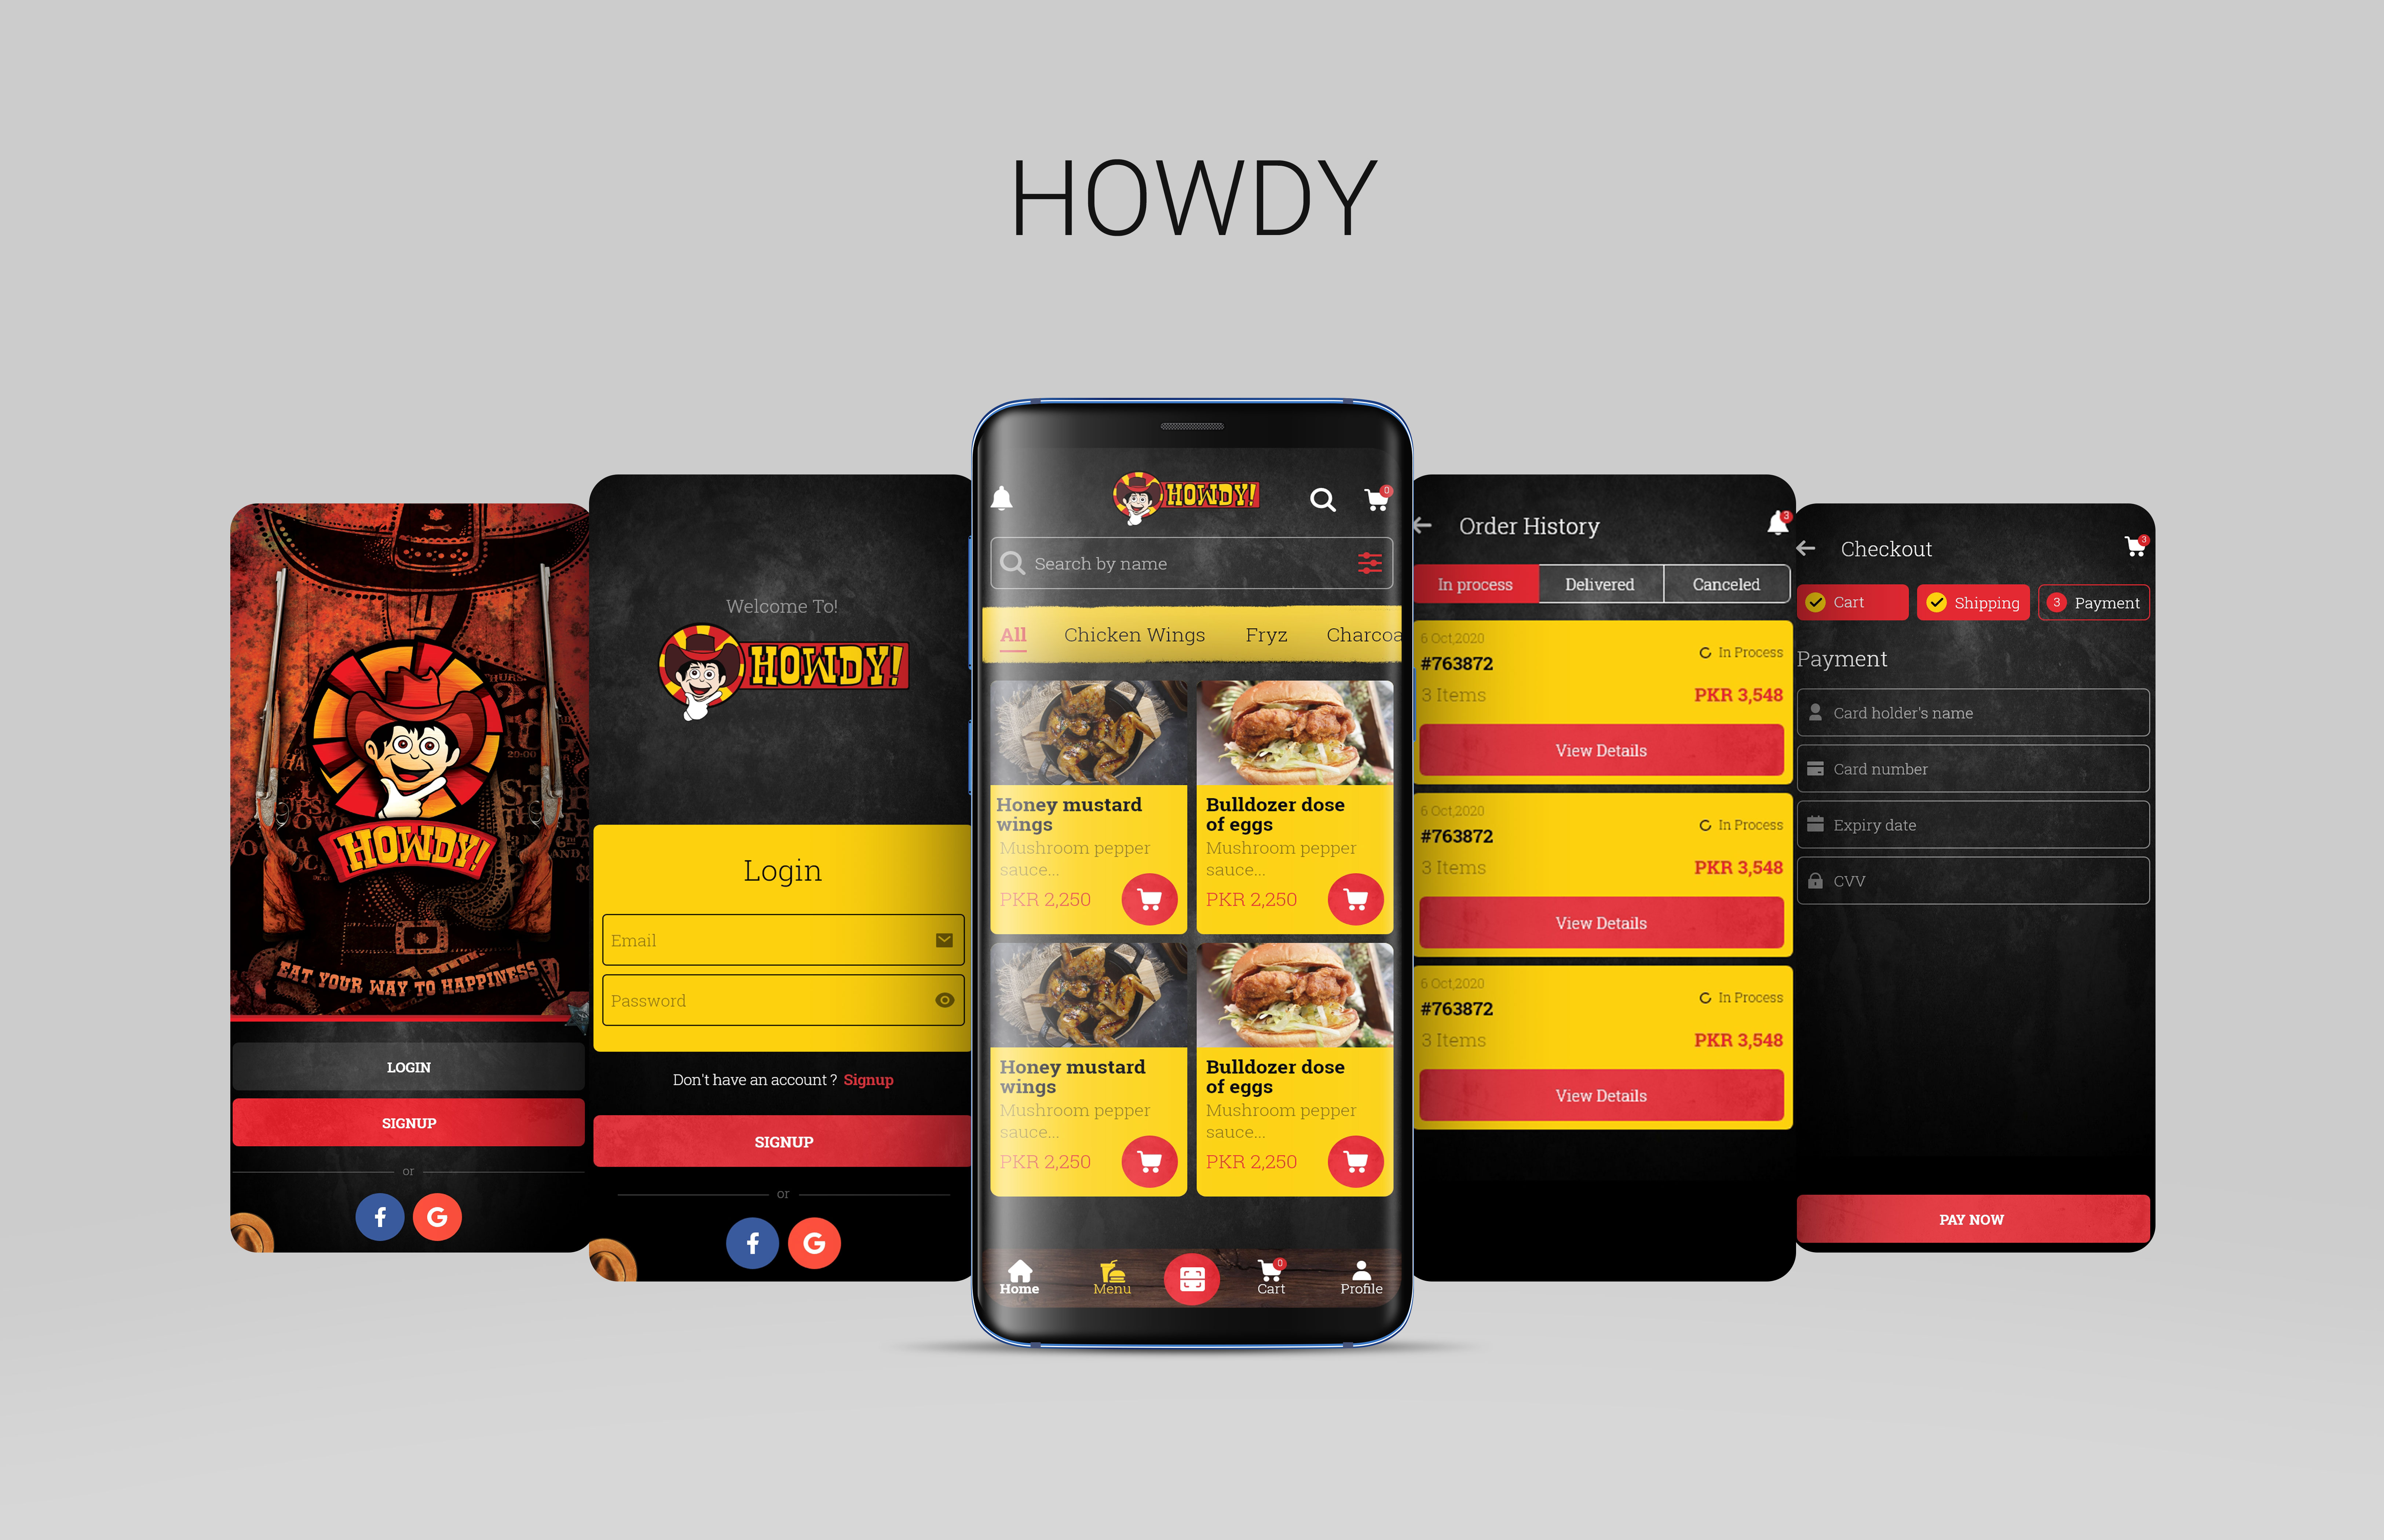 HOWDY
HOWDY!
EAT YOUR WAY TO HAPPINESS
LOGIN
SIGNUP
or
Welcome To!
HOWDY!
Login
Email
Password
Don't have an account ? Signup
SIGNUP
or
HOWDY!
0
Search by name
All
Chicken Wings
Fryz
Charcoa
Honey mustard
wings
Mushroom pepper
sauce...
PKR 2,250
Bulldozer dose
of eggs
Mushroom pepper
sauce...
PKR 2,250
Honey mustard
wings
Mushroom pepper
sauce...
PKR 2,250
Bulldozer dose
of eggs
Mushroom pepper
sauce...
PKR 2,250
Home
Menu
0
Cart
Profile
Order History
3
In process
Delivered
Canceled
6 Oct,2020
#763872
In Process
3 Items
PKR 3,548
View Details
6 Oct,2020
#763872
In Process
3 Items
PKR 3,548
View Details
6 Oct,2020
#763872
In Process
3 Items
PKR 3,548
View Details
Checkout
3
Cart
Shipping
3 Payment
Payment
Card holder's name
Card number
Expiry date
CVV
PAY NOW